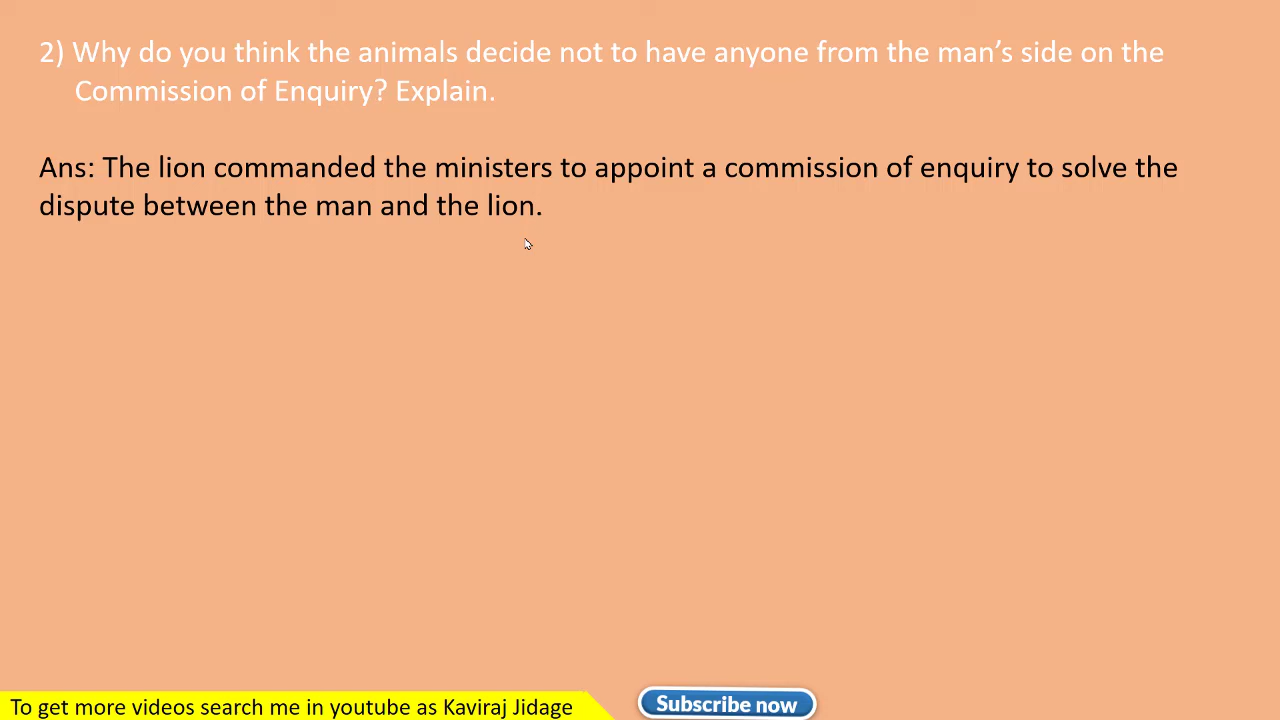 2) Why do you think the animals decide not to have anyone from the man’s side on the
Commission of Enquiry? Explain.
Ans: The lion commanded the ministers to appoint a commission of enquiry to solve the
dispute between the man and the lion.
To get more videos search me in youtube as Kaviraj Jidage
Subscribe now